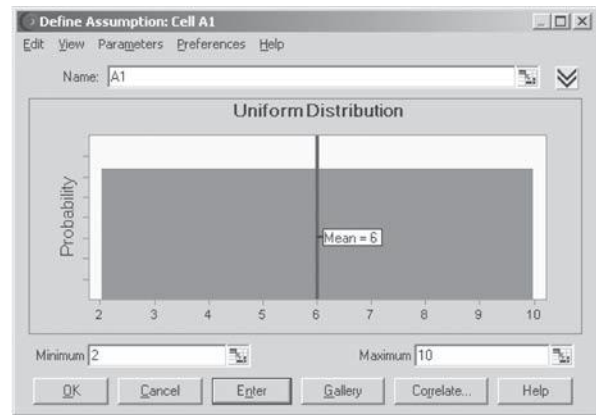 Define Assumption: Cell A1
Edit View Parameters Preferences Help
Name: A1
Uniform Distribution
Probability
Mean = 6
2 3 4 5 6 7 8 9 10
Minimum 2 Maximum 10
OK Cancel Enter Gallery Correlate... Help